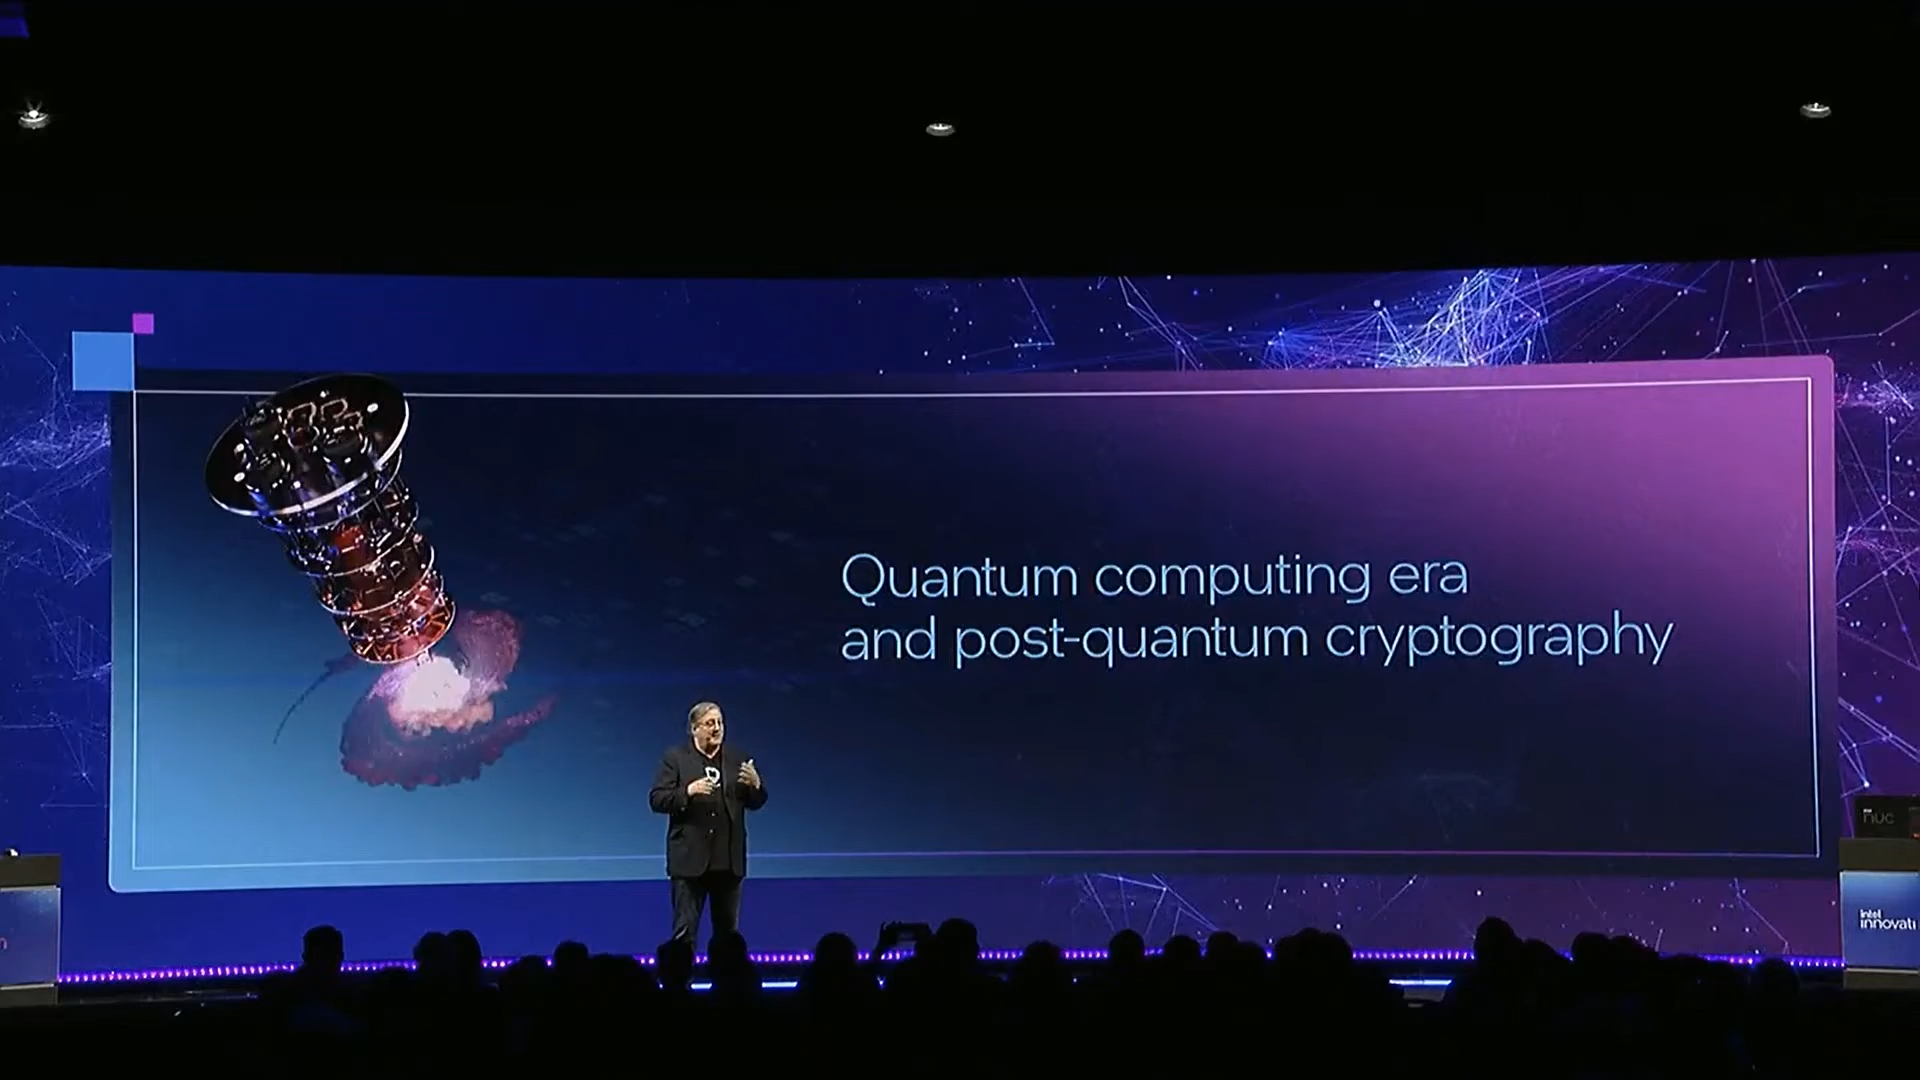 Quantum computing era
and post-quantum cryptography
nuc
intel
innovati
n